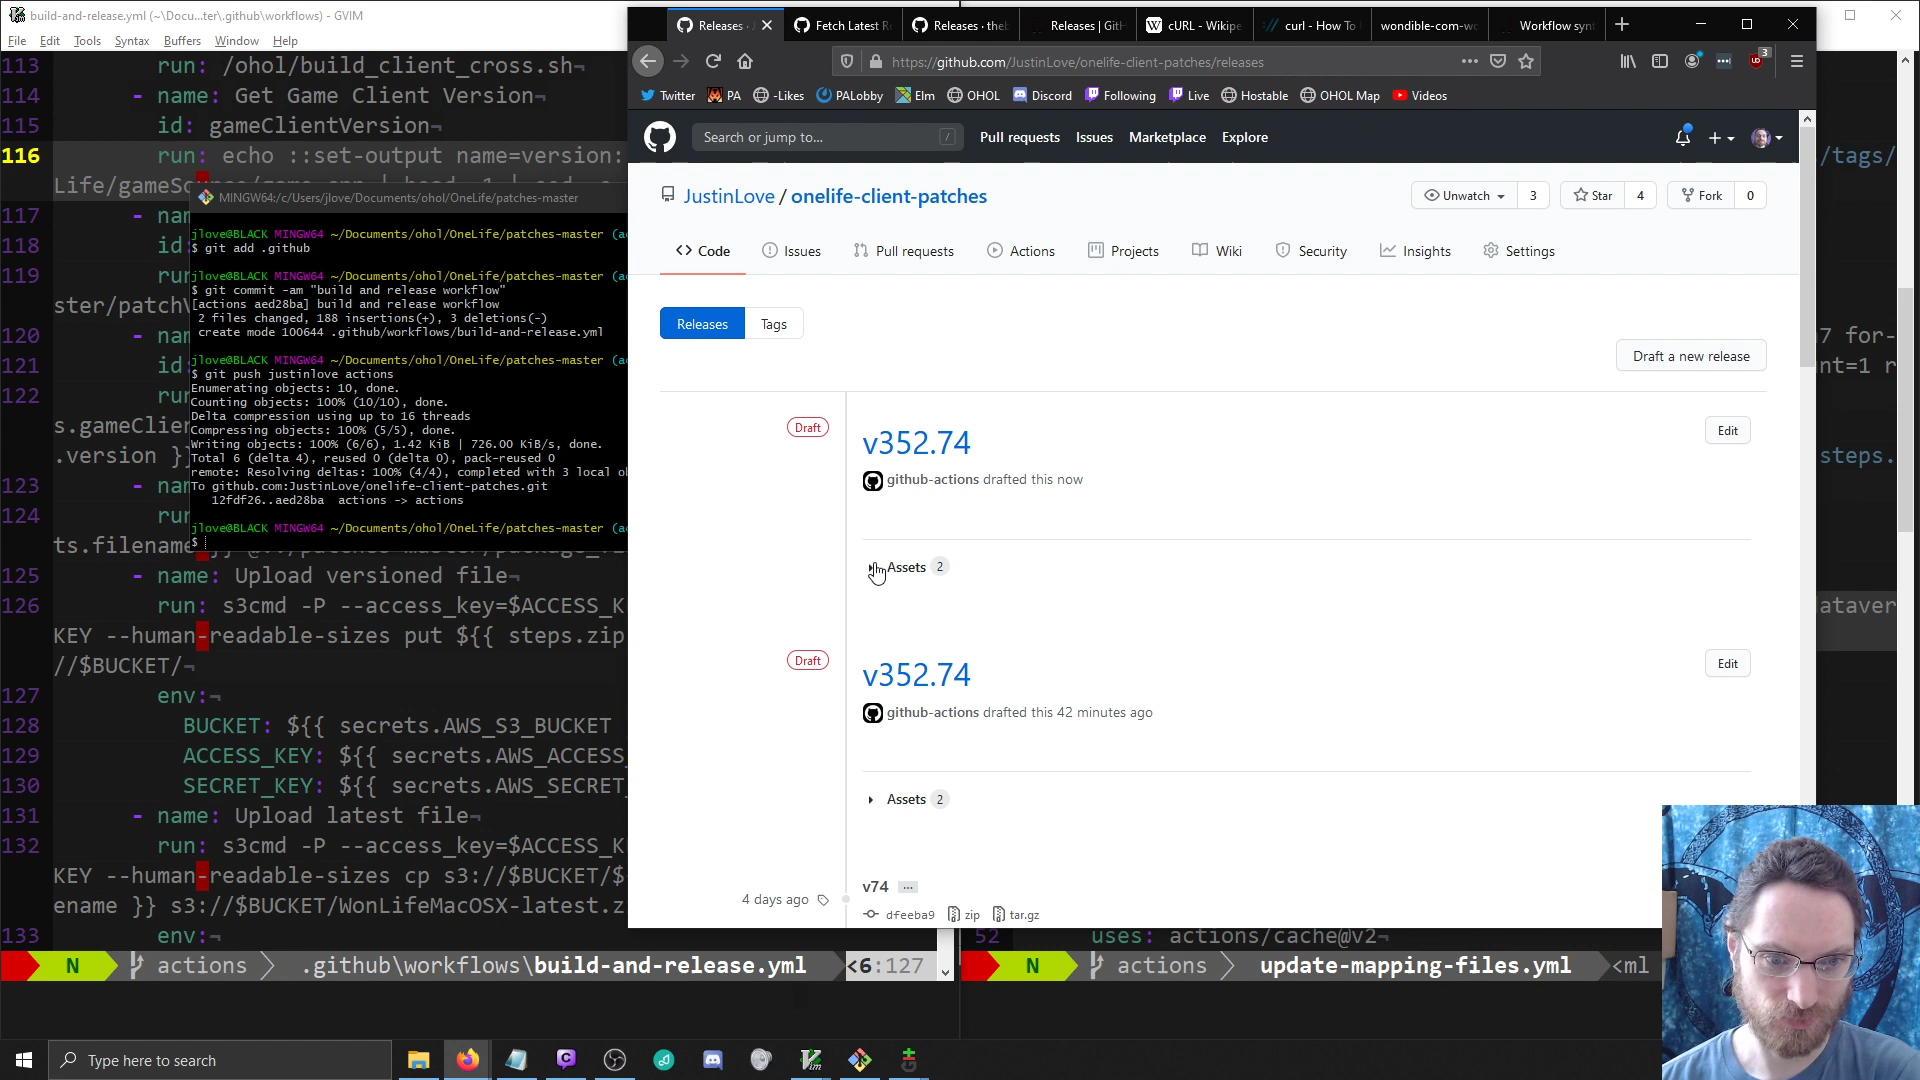 build-and-release.yml (~\Docu...ter\.github\workflows) - GVIM
File Edit Tools Syntax Buffers Window Help
113 run: /ohol/build_client_cross.sh¬
114 - name: Get Game Client Version¬
115 id: gameClientVersion¬
116 run: echo ::set-output name=version:
/tags/
117
118
119
ster/patch
120
7 for-
121
nt=1 r
122
s.gameClien
.version }}
steps.
123
124
ts.filename
125 - name: Upload versioned file¬
126 run: s3cmd -P --access_key=$ACCESS_K
ataver
KEY --human-readable-sizes put ${{ steps.zip
//$BUCKET/¬
127 env:¬
128 BUCKET: ${{ secrets.AWS_S3_BUCKET
129 ACCESS_KEY: ${{ secrets.AWS_ACCESS_
130 SECRET_KEY: ${{ secrets.AWS_SECRET_
131 - name: Upload latest file¬
132 run: s3cmd -P --access_key=$ACCESS_K
KEY --human-readable-sizes cp s3://$BUCKET/$
ename }} s3://$BUCKET/WonLifeMacOSX-latest.z
133 env:¬
N actions .github\workflows\build-and-release.yml <6:127
52 uses: actions/cache@v2¬
N actions update-mapping-files.yml <ml
MINGW64:/c/Users/jlove/Documents/ohol/OneLife/patches-master
jlove@BLACK MINGW64 ~/Documents/ohol/OneLife/patches-master (ac
$ git add .github
jlove@BLACK MINGW64 ~/Documents/ohol/OneLife/patches-master (ac
$ git commit -am "build and release workflow"
[actions aed28ba] build and release workflow
2 files changed, 188 insertions(+), 3 deletions(-)
create mode 100644 .github/workflows/build-and-release.yml
jlove@BLACK MINGW64 ~/Documents/ohol/OneLife/patches-master (ac
$ git push justinlove actions
Enumerating objects: 10, done.
Counting objects: 100% (10/10), done.
Delta compression using up to 16 threads
Compressing objects: 100% (5/5), done.
Writing objects: 100% (6/6), 1.42 KiB | 726.00 KiB/s, done.
Total 6 (delta 4), reused 0 (delta 0), pack-reused 0
remote: Resolving deltas: 100% (4/4), completed with 3 local ob
To github.com:JustinLove/onelife-client-patches.git
12fdf26..aed28ba actions -> actions
jlove@BLACK MINGW64 ~/Documents/ohol/OneLife/patches-master (ac
$
Releases · Fetch Latest R Releases · the Releases | GitH cURL - Wikipe curl - How To wondible-com-wo Workflow syn
https://github.com/JustinLove/onelife-client-patches/releases
3
Twitter PA -Likes PALobby Elm OHOL Discord Following Live Hostable OHOL Map Videos
Search or jump to... / Pull requests Issues Marketplace Explore
JustinLove / onelife-client-patches Unwatch 3 Star 4 Fork 0
Code Issues Pull requests Actions Projects Wiki Security Insights Settings
Releases Tags
Draft a new release
Draft v352.74 Edit
github-actions drafted this now
Assets 2
Draft v352.74 Edit
github-actions drafted this 42 minutes ago
Assets 2
v74 ...
4 days ago
dfeeba9 zip tar.gz
Type here to search